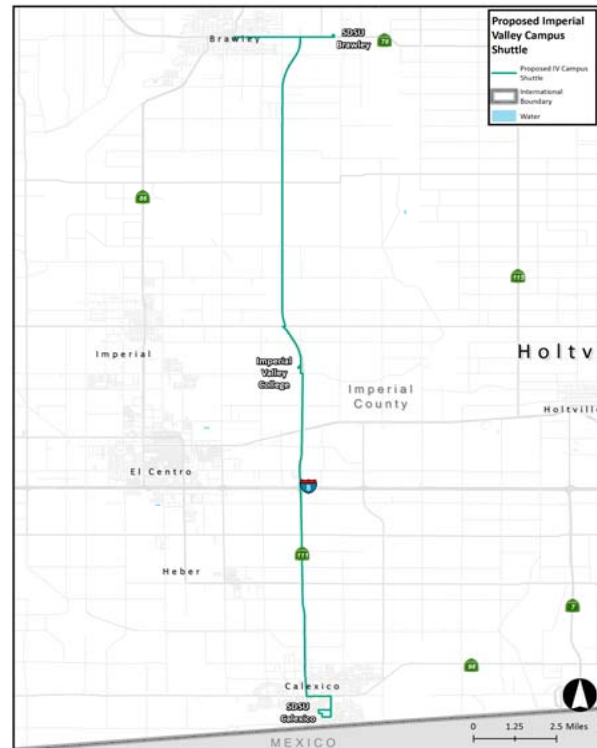 Proposed Imperial
Valley Campus
Shuttle
Proposed IV Campus
Shuttle
International
Boundary
Water
Brawley
SDSU
Brawley
78
86
115
Imperial
Imperial
Valley
College
Holtv
Imperial
County
Holtville
El Centro
8
111
Heber
7
98
Calexico
SDSU
Calexico
MEXICO
0 1.25 2.5 Miles